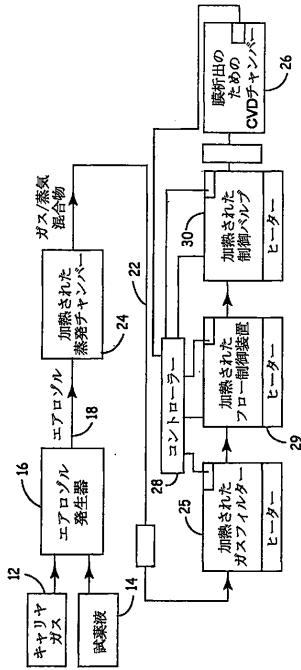 キャリヤ
ガス
12
試薬液
14
16
エアロゾル
発生器
エアロゾル
18
加熱された
蒸発チャンバー
24
ガス/蒸気
混合物
22
コントローラー
28
加熱された
ガスフィルター
25
ヒーター
加熱された
フロー制御装置
29
ヒーター
加熱された
制御バルブ
30
ヒーター
膜析出の
ための
CVDチャンバー
26